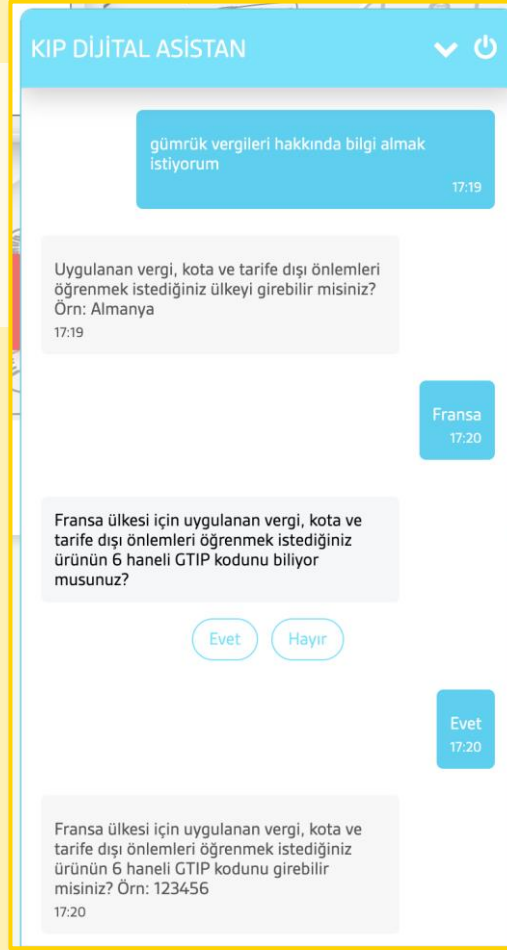 KIP DİJİTAL ASİSTAN
gümrük vergileri hakkında bilgi almak
istiyorum
17:19
Uygulanan vergi, kota ve tarife dışı önlemleri
öğrenmek istediğiniz ülkeyi girebilir misiniz?
Örn: Almanya
17:19
Fransa
17:20
Fransa ülkesi için uygulanan vergi, kota ve
tarife dışı önlemleri öğrenmek istediğiniz
ürünün 6 haneli GTIP kodunu biliyor
musunuz?
Evet
Hayır
Evet
17:20
Fransa ülkesi için uygulanan vergi, kota ve
tarife dışı önlemleri öğrenmek istediğiniz
ürünün 6 haneli GTIP kodunu girebilir
misiniz? Örn: 123456
17:20